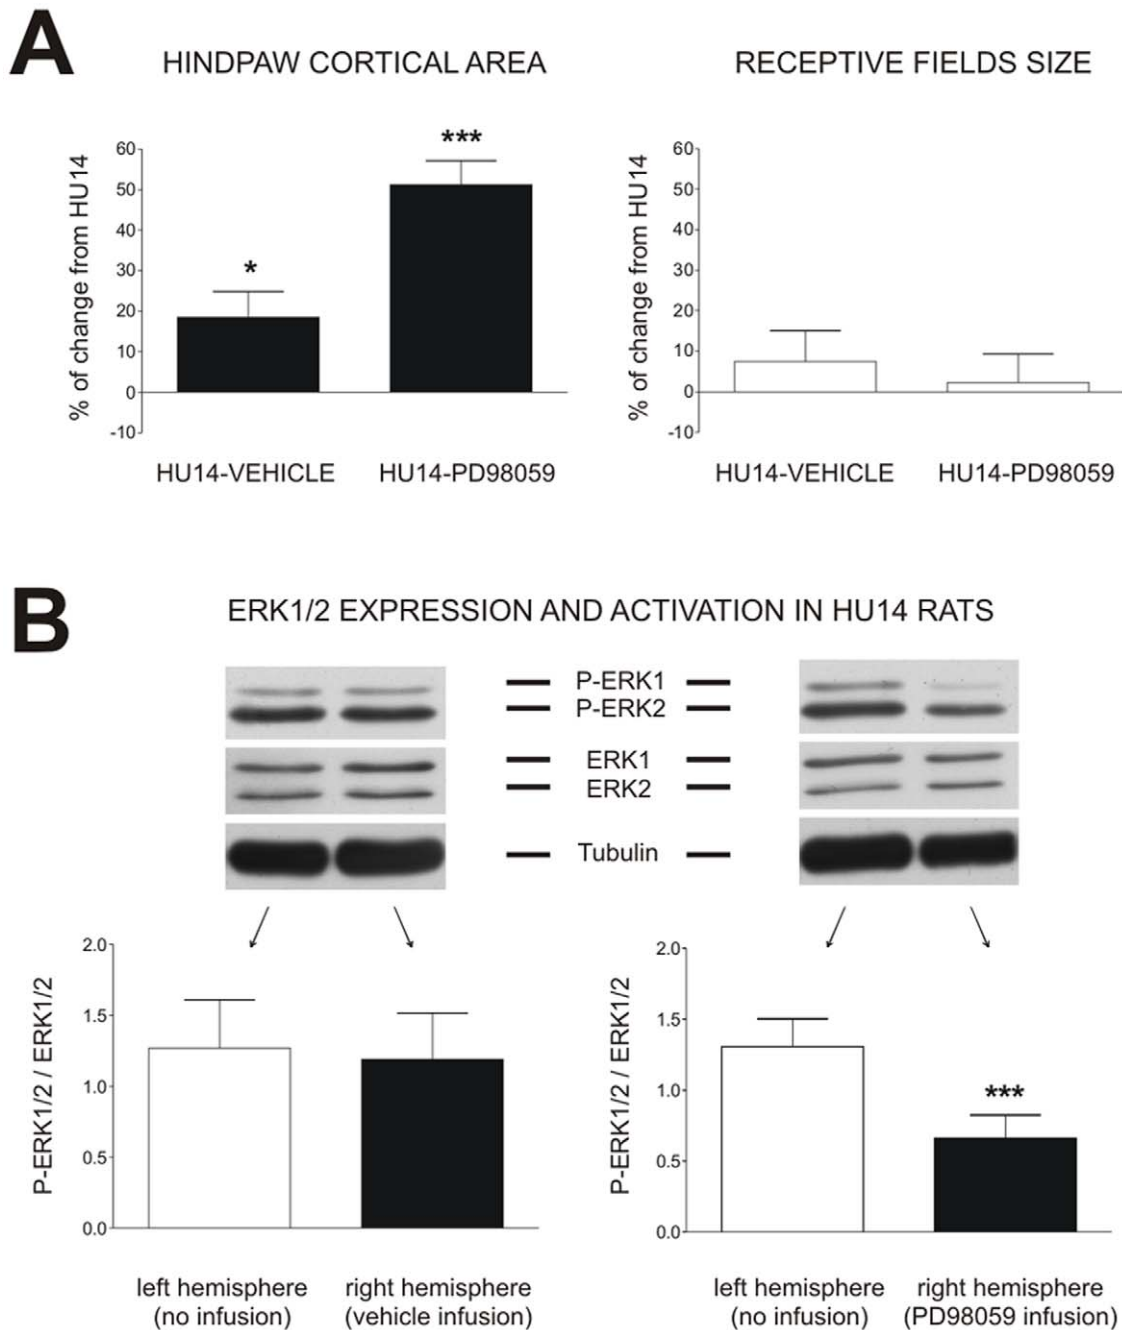 A
HINDPAW CORTICAL AREA
RECEPTIVE FIELDS SIZE
% of change from HU14
60
50
40
30
20
10
0
-10
*
***
HU14-VEHICLE
HU14-PD98059
% of change from HU14
60
50
40
30
20
10
0
-10
HU14-VEHICLE
HU14-PD98059
B
ERK1/2 EXPRESSION AND ACTIVATION IN HU14 RATS
P-ERK1
P-ERK2
ERK1
ERK2
Tubulin
P-ERK1/2 / ERK1/2
2.0
1.5
1.0
0.5
0.0
left hemisphere
(no infusion)
right hemisphere
(vehicle infusion)
P-ERK1/2 / ERK1/2
2.0
1.5
1.0
0.5
0.0
***
left hemisphere
(no infusion)
right hemisphere
(PD98059 infusion)